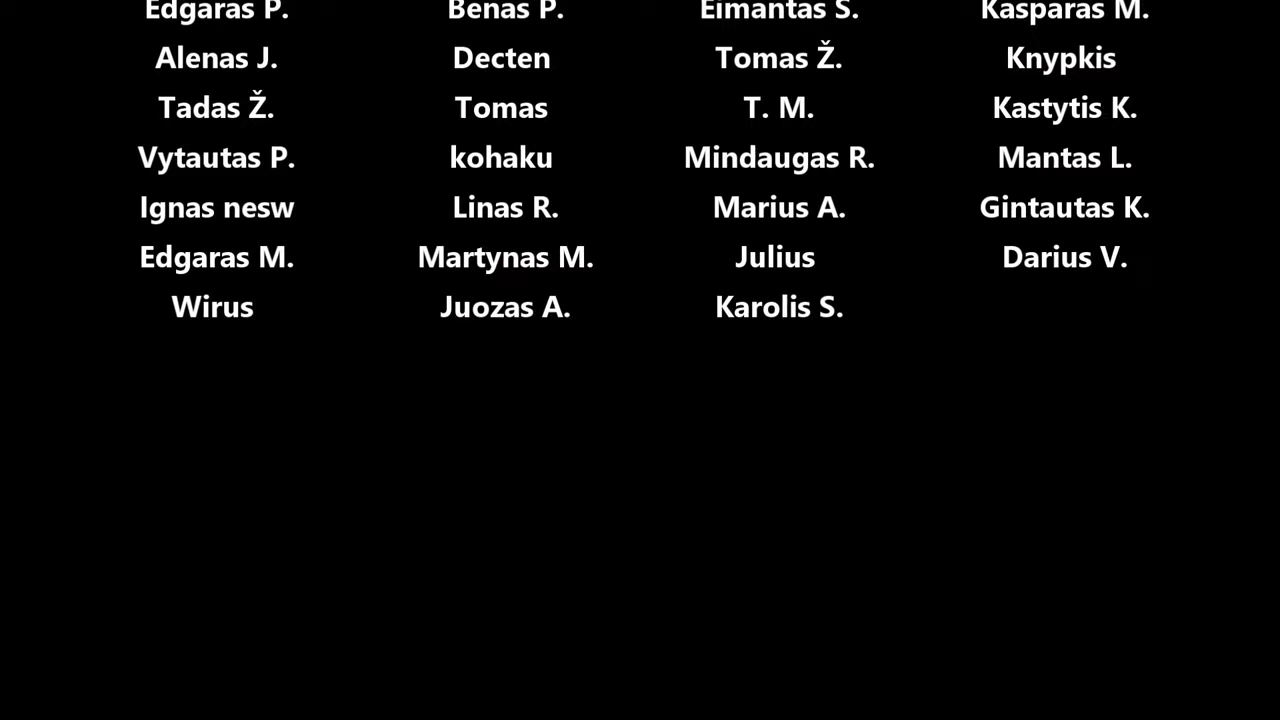 Edgaras P. Benas P. Eimantas S. Kasparas M.
Alenas J. Decten Tomas Ž. Knypkis
Tadas Ž. Tomas T. M. Kastytis K.
Vytautas P. kohaku Mindaugas R. Mantas L.
Ignas nesw Linas R. Marius A. Gintautas K.
Edgaras M. Martynas M. Julius Darius V.
Wirus Juozas A. Karolis S.